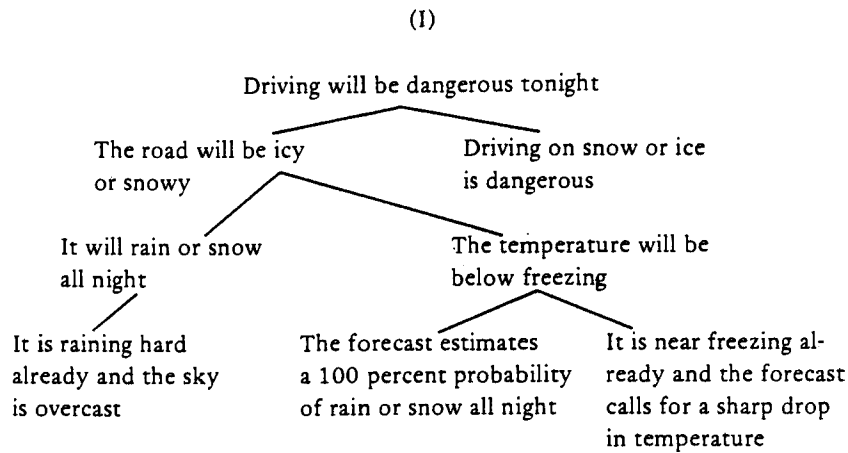 (I)
Driving will be dangerous tonight
The road will be icy
or snowy
Driving on snow or ice
is dangerous
It will rain or snow
all night
The temperature will be
below freezing
It is raining hard
already and the sky
is overcast
The forecast estimates
a 100 percent probability
of rain or snow all night
It is near freezing al-
ready and the forecast
calls for a sharp drop
in temperature